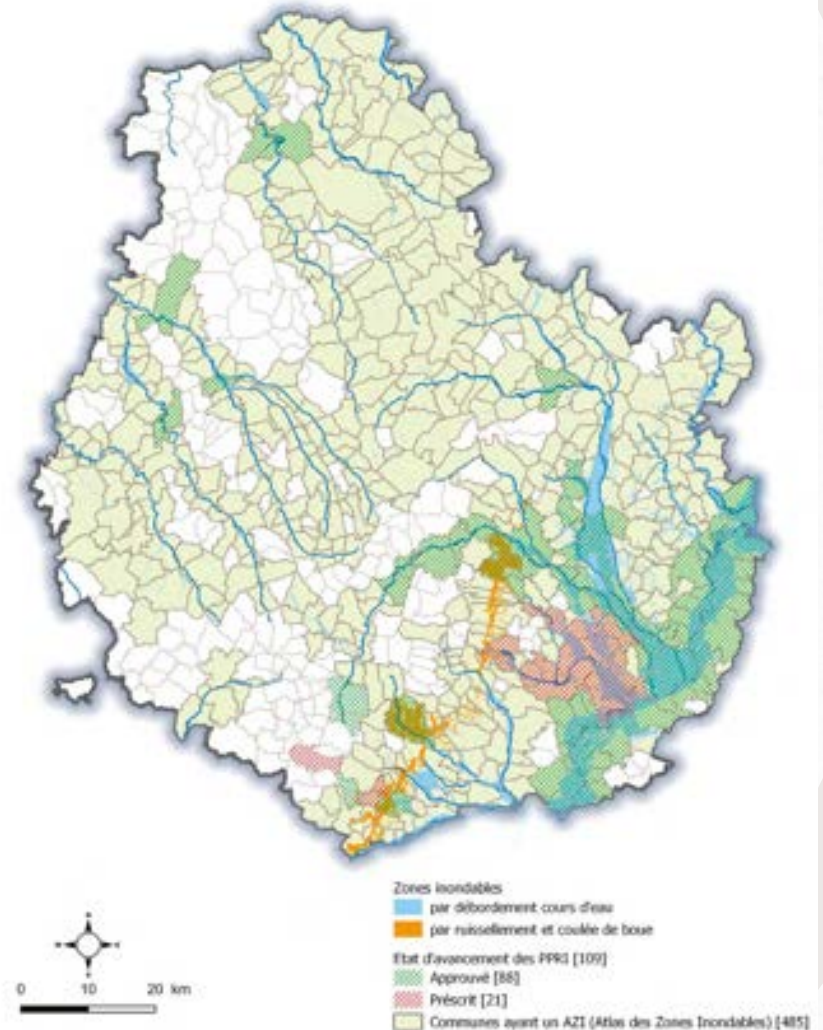 Zones inondables
par débordement cours d'eau
par ruissellement et coulée de boue
Etat d'avancement des PPRI [109]
Approuvé [88]
Préscrit [21]
Communes ayant un AZI (Atlas des Zones Inondables) [485]
0 10 20 km